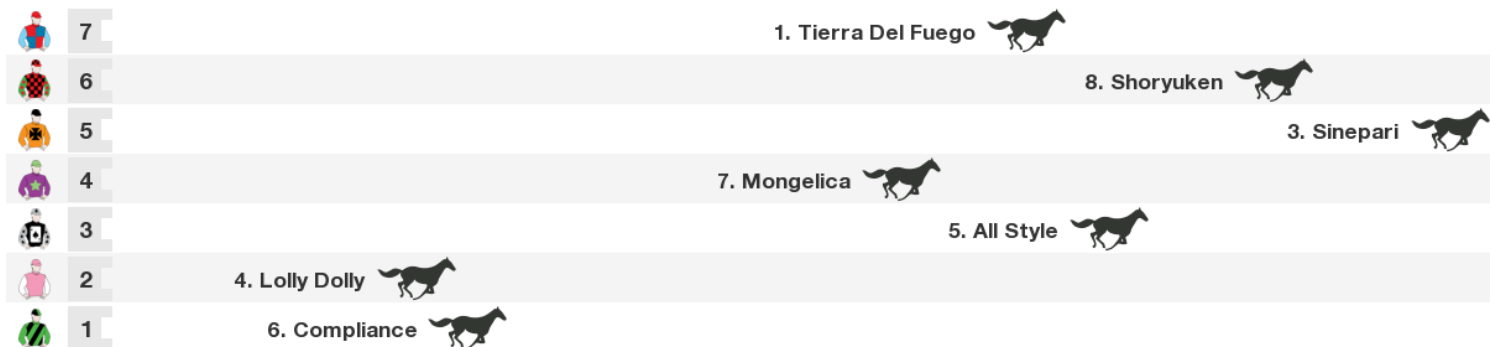 7 1. Tierra Del Fuego
6 8. Shoryuken
5 3. Sinepari
4 7. Mongelica
3 5. All Style
2 4. Lolly Dolly
1 6. Compliance